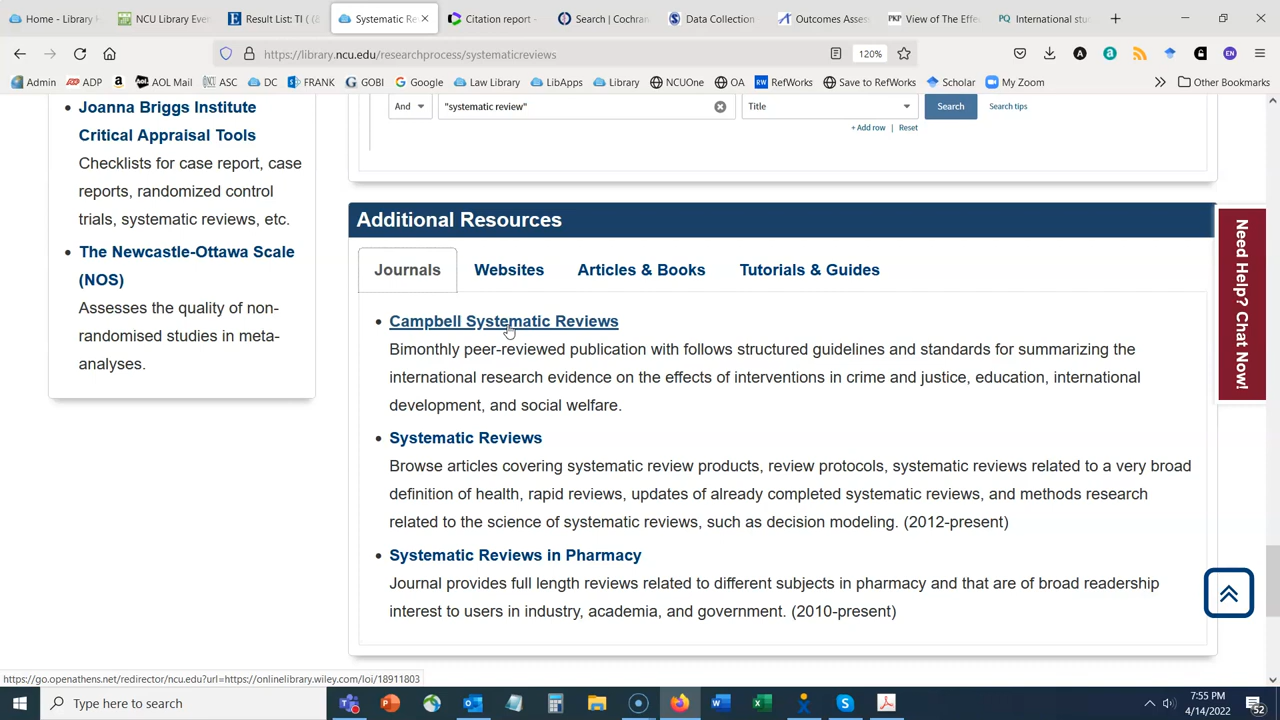 Home - Library R
NCU Library Eve
Result List: TI ( (
Systematic Re
Citation report -
Search | Cochran
Data Collection
Outcomes Asses
View of The Effe
International stu
https://library.ncu.edu/researchprocess/systematicreviews
120%
Admin
ADP
AOL Mail
ASC
DC
FRANK
GOBI
Google
Law Library
LibApps
Library
NCUOne
OA
RefWorks
Save to RefWorks
Scholar
My Zoom
Other Bookmarks
Joanna Briggs Institute
Critical Appraisal Tools
Checklists for case report, case
reports, randomized control
trials, systematic reviews, etc.
The Newcastle-Ottawa Scale
(NOS)
Assesses the quality of non-
randomised studies in meta-
analyses.
And "systematic review" Title Search Search tips
+ Add row | Reset
Additional Resources
Journals Websites Articles & Books Tutorials & Guides
Campbell Systematic Reviews
Bimonthly peer-reviewed publication with follows structured guidelines and standards for summarizing the
international research evidence on the effects of interventions in crime and justice, education, international
development, and social welfare.
Systematic Reviews
Browse articles covering systematic review products, review protocols, systematic reviews related to a very broad
definition of health, rapid reviews, updates of already completed systematic reviews, and methods research
related to the science of systematic reviews, such as decision modeling. (2012-present)
Systematic Reviews in Pharmacy
Journal provides full length reviews related to different subjects in pharmacy and that are of broad readership
interest to users in industry, academia, and government. (2010-present)
Need Help? Chat Now!
https://go.openathens.net/redirector/ncu.edu?url=https://onlinelibrary.wiley.com/loi/18911803
Type here to search
7:55 PM
4/14/2022
52